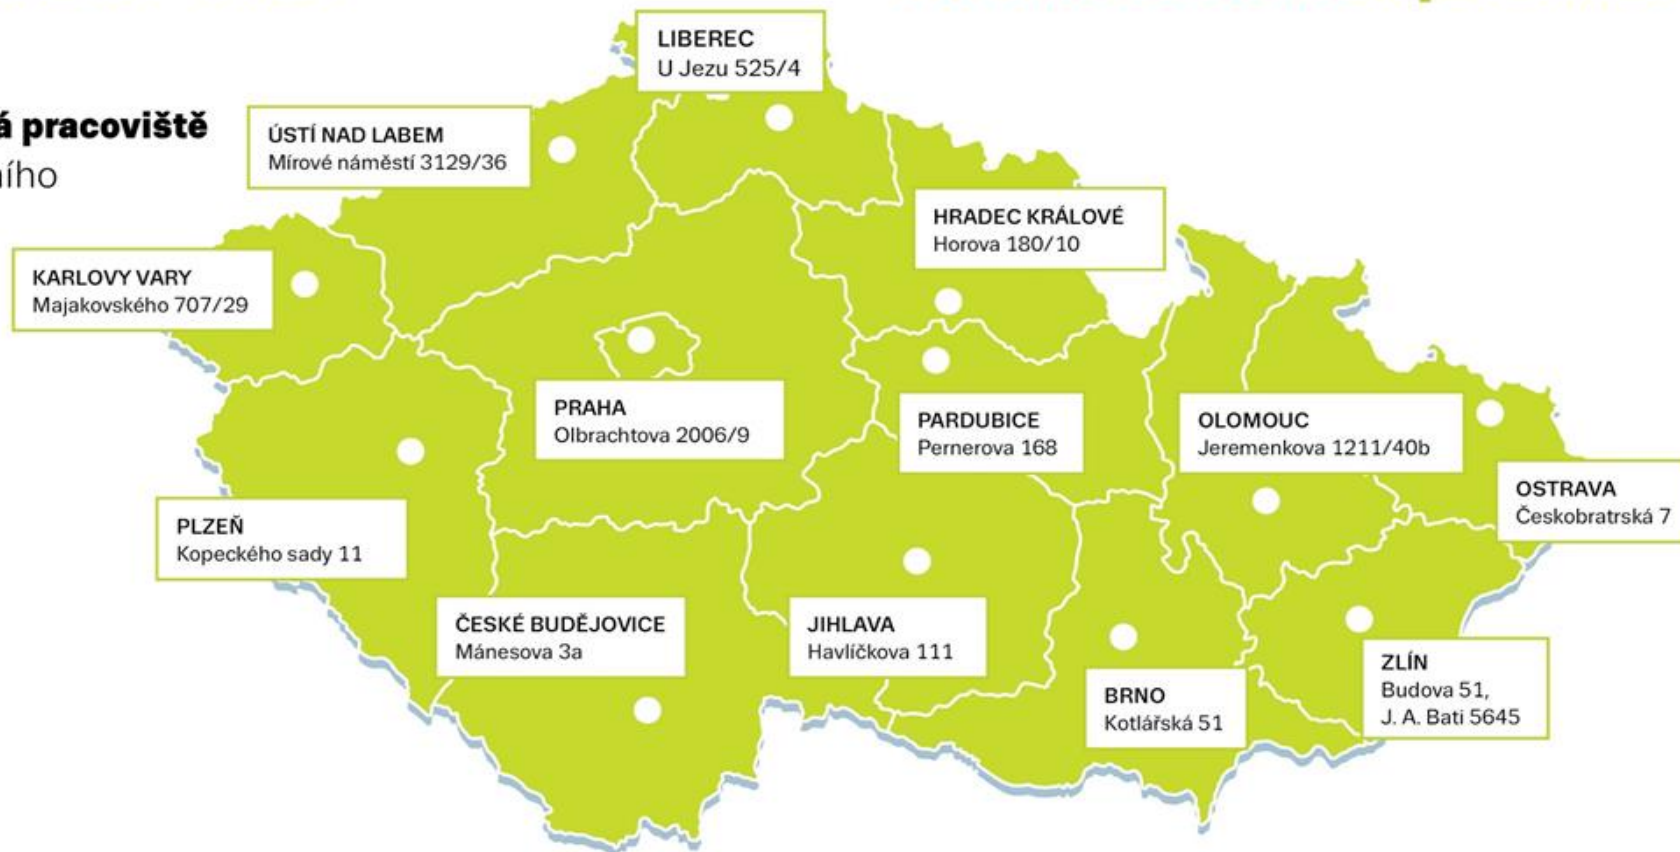 LIBEREC
U Jezu 525/4
á pracoviště
ního
ÚSTÍ NAD LABEM
Mírové náměstí 3129/36
HRADEC KRÁLOVÉ
Horova 180/10
KARLOVY VARY
Majakovského 707/29
PRAHA
Olbrachtova 2006/9
PARDUBICE
Pernerova 168
OLOMOUC
Jeremenkova 1211/40b
OSTRAVA
Českobratrská 7
PLZEŇ
Kopeckého sady 11
ČESKÉ BUDĚJOVICE
Mánesova 3a
JIHLAVA
Havlíčkova 111
BRNO
Kotlářská 51
ZLÍN
Budova 51,
J. A. Bati 5645